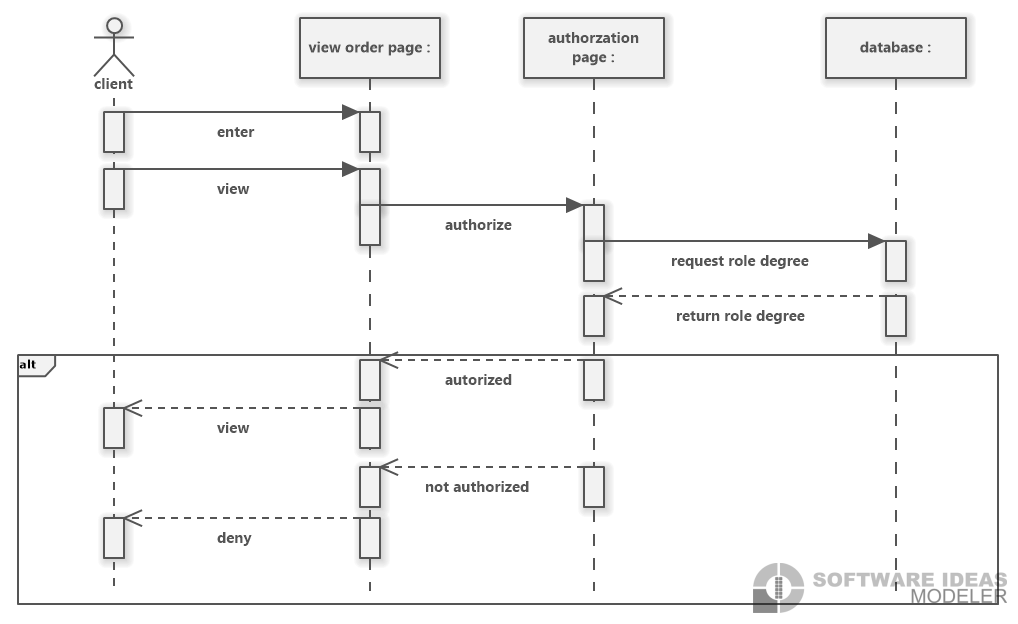 client
view order page :
authorzation
page :
database :
enter
view
authorize
request role degree
return role degree
alt
autorized
view
not authorized
deny
SOFTWARE IDEAS
MODELER